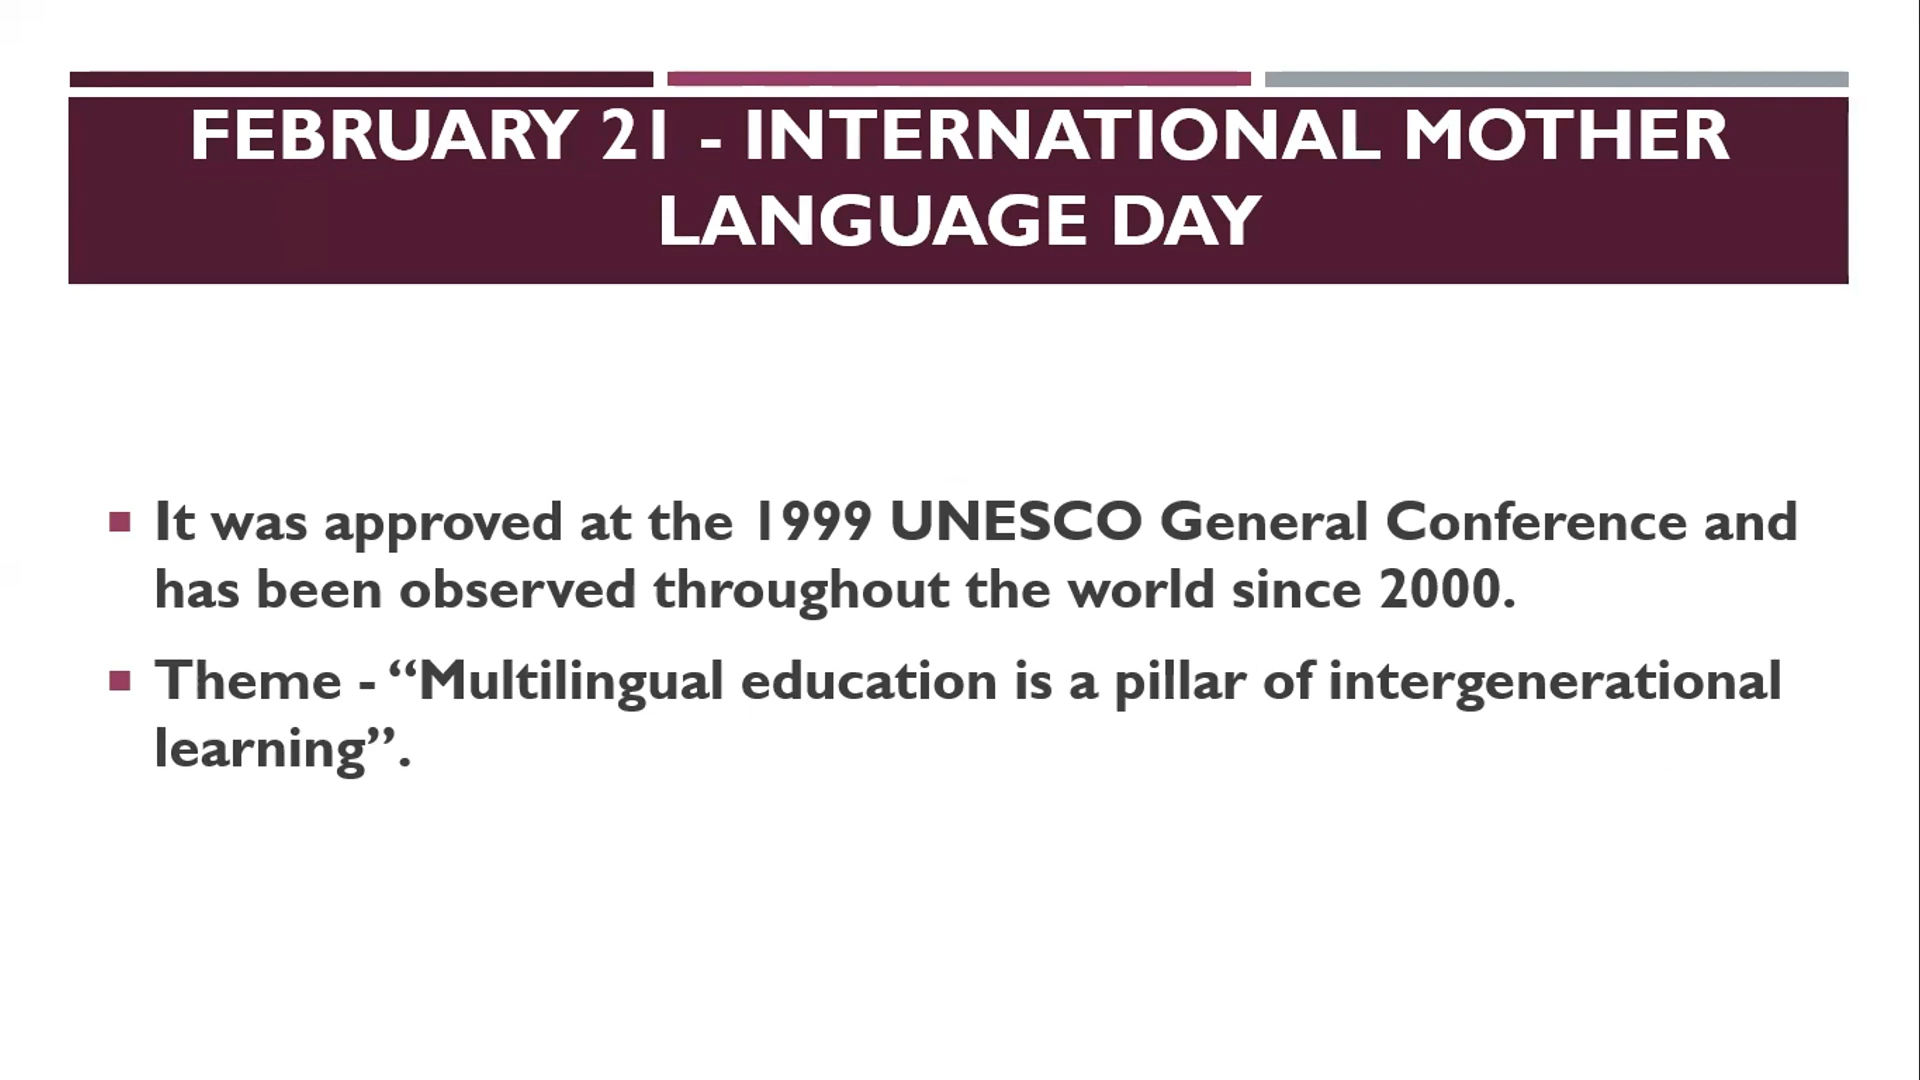 FEBRUARY 21 - INTERNATIONAL MOTHER
LANGUAGE DAY
It was approved at the 1999 UNESCO General Conference and
has been observed throughout the world since 2000.
Theme - “Multilingual education is a pillar of intergenerational
learning”.